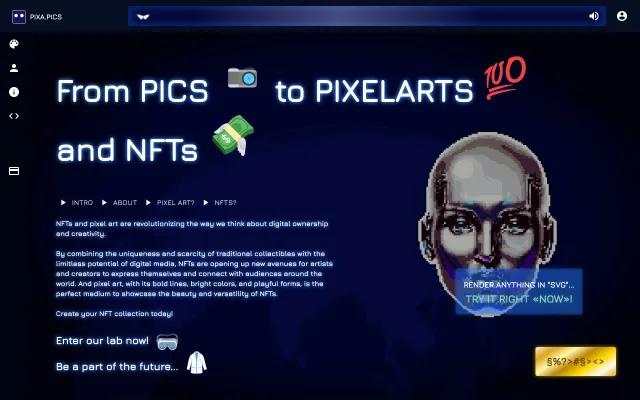 PIXA.PICS
From PICS to PIXELARTS
and NFTs
INTRO ABOUT PIXEL ART? NFTS?
NFTs and pixel art are revolutionizing the way we think about digital ownership
and creativity.
By combining the uniqueness and scarcity of traditional collectibles with the
limitless potential of digital media, NFTs are opening up new avenues for artists
and creators to express themselves and connect with audiences around the
world. And pixel art, with its bold lines, bright colors, and playful forms, is the
perfect medium to showcase the beauty and versatility of NFTs.
Create your NFT collection today!
Enter our lab now!
Be a part of the future...
RENDER ANYTHING IN "SVG"...
TRY IT RIGHT «NOW»!
§%?>#§><>